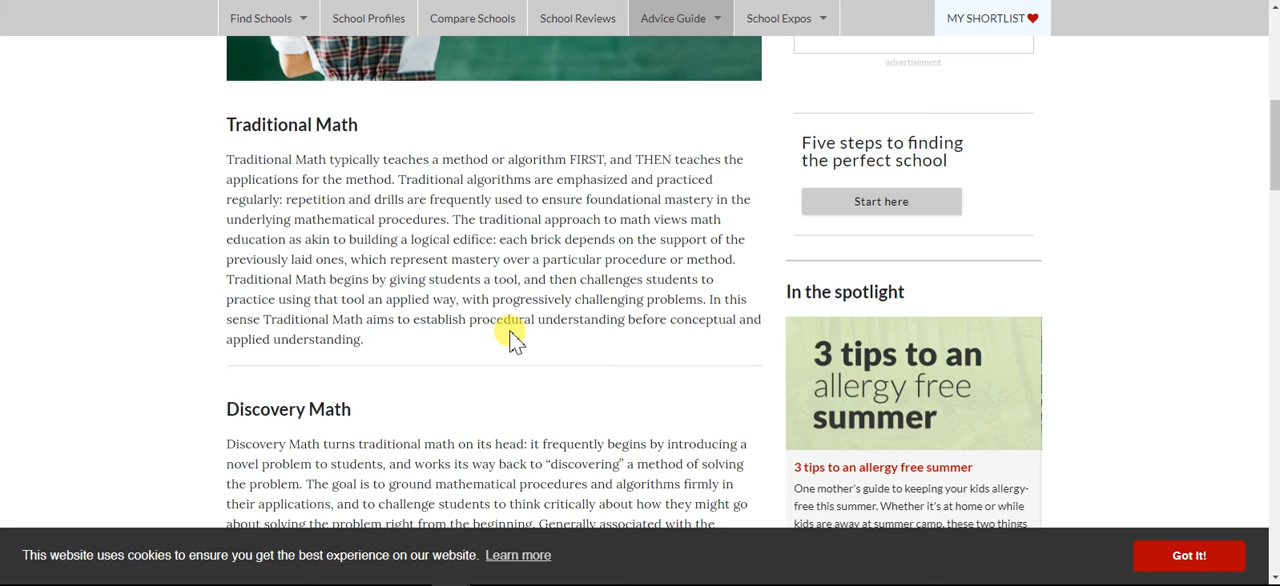 Find Schools
School Profiles
Compare Schools
School Reviews
Advice Guide
School Expos
MY SHORTLIST
advertisement
Traditional Math
Traditional Math typically teaches a method or algorithm FIRST, and THEN teaches the
applications for the method. Traditional algorithms are emphasized and practiced
regularly: repetition and drills are frequently used to ensure foundational mastery in the
underlying mathematical procedures. The traditional approach to math views math
education as akin to building a logical edifice: each brick depends on the support of the
previously laid ones, which represent mastery over a particular procedure or method.
Traditional Math begins by giving students a tool, and then challenges students to
practice using that tool an applied way, with progressively challenging problems. In this
sense Traditional Math aims to establish procedural understanding before conceptual and
applied understanding.
Discovery Math
Discovery Math turns traditional math on its head: it frequently begins by introducing a
novel problem to students, and works its way back to “discovering” a method of solving
the problem. The goal is to ground mathematical procedures and algorithms firmly in
their applications, and to challenge students to think critically about how they might go
about solving the problem right from the beginning. Generally associated with the
Five steps to finding
the perfect school
Start here
In the spotlight
3 tips to an
allergy free
summer
3 tips to an allergy free summer
One mother's guide to keeping your kids allergy-
free this summer. Whether it's at home or while
kids are away at summer camp, these two things
This website uses cookies to ensure you get the best experience on our website. Learn more
Got It!